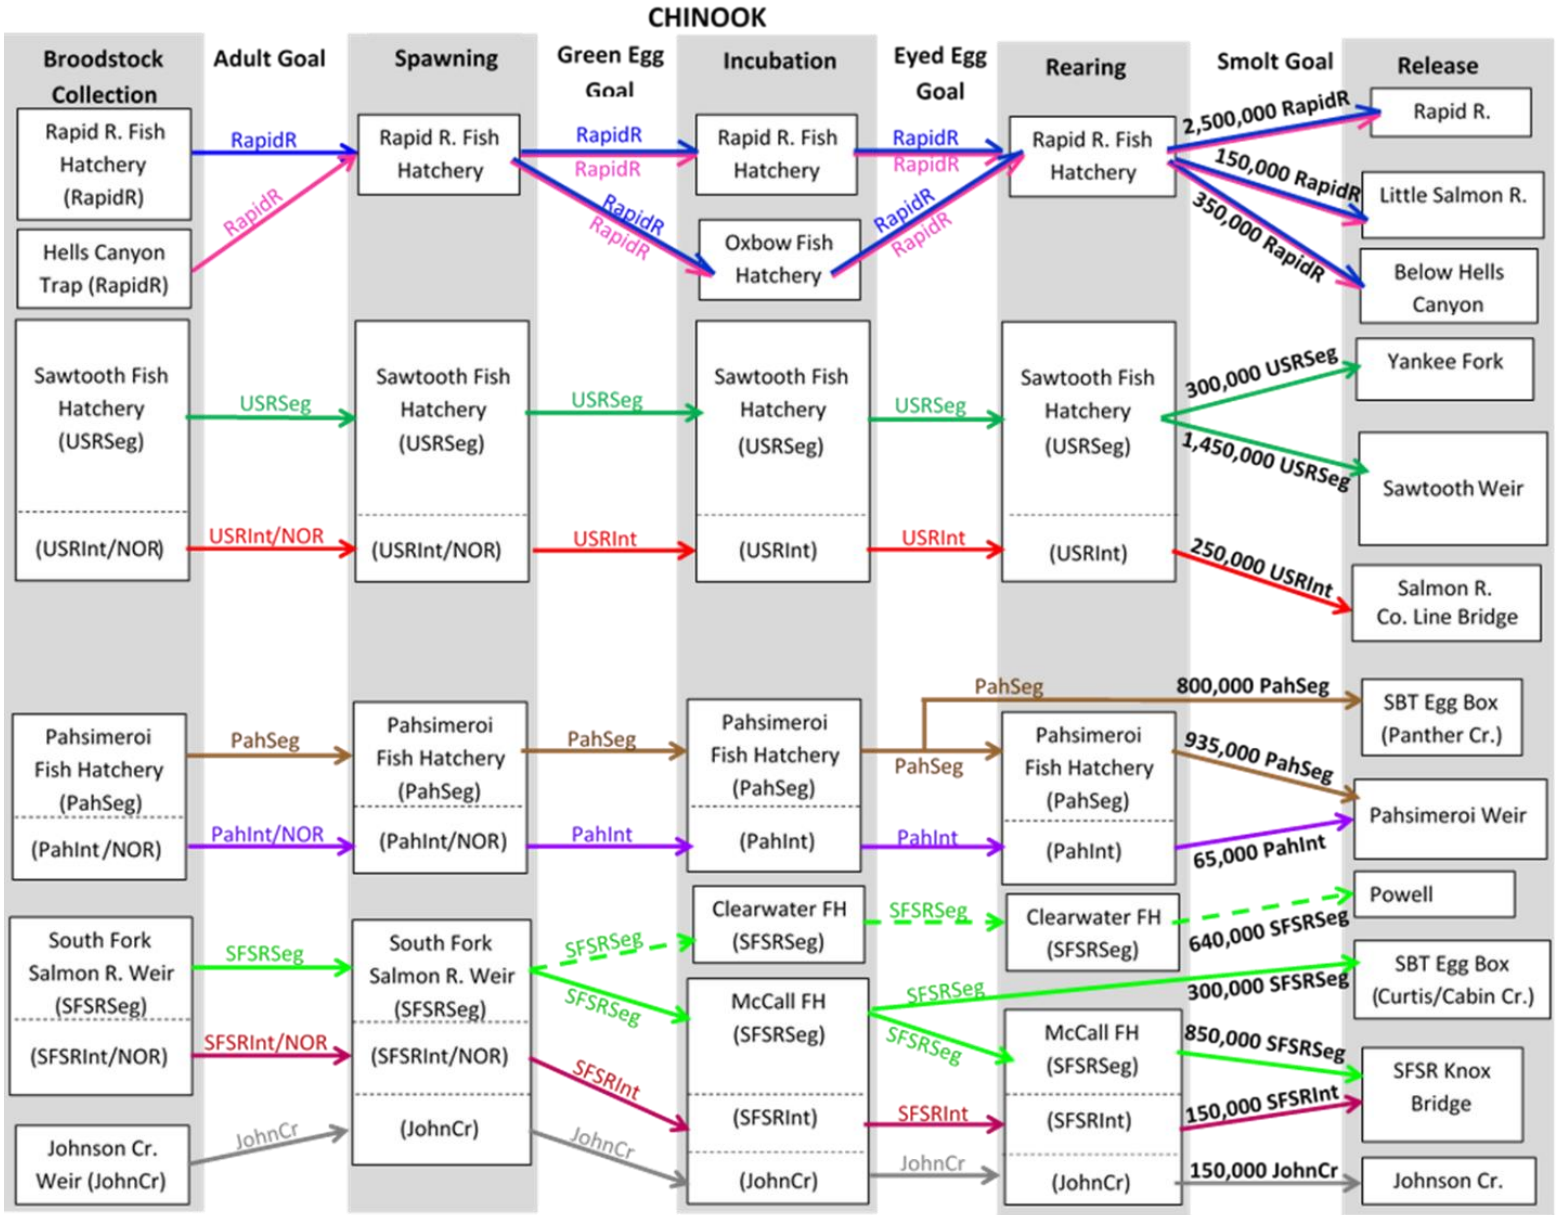 CHINOOK
Broodstock
Collection
Adult Goal
Spawning
Green Egg
Goal
Incubation
Eyed Egg
Goal
Rearing
Smolt Goal
Release
Rapid R. Fish
Hatchery
(RapidR)
Hells Canyon
Trap (RapidR)
RapidR
RapidR
Rapid R. Fish
Hatchery
RapidR
RapidR
RapidR
RapidR
Rapid R. Fish
Hatchery
Oxbow Fish
Hatchery
RapidR
RapidR
RapidR
RapidR
Rapid R. Fish
Hatchery
2,500,000 RapidR
150,000 RapidR
350,000 RapidR
Rapid R.
Little Salmon R.
Below Hells
Canyon
Sawtooth Fish
Hatchery
(USRSeg)
(USRInt/NOR)
USRSeg
USRInt/NOR
Sawtooth Fish
Hatchery
(USRSeg)
(USRInt/NOR)
USRSeg
USRInt
Sawtooth Fish
Hatchery
(USRSeg)
(USRInt)
USRSeg
USRInt
Sawtooth Fish
Hatchery
(USRSeg)
(USRInt)
300,000 USRSeg
1,450,000 USRSeg
250,000 USRInt
Yankee Fork
Sawtooth Weir
Salmon R.
Co. Line Bridge
Pahsimeroi
Fish Hatchery
(PahSeg)
(PahInt/NOR)
PahSeg
PahInt/NOR
Pahsimeroi
Fish Hatchery
(PahSeg)
(PahInt/NOR)
PahSeg
PahInt
Pahsimeroi
Fish Hatchery
(PahSeg)
(PahInt)
PahSeg
PahSeg
PahInt
Pahsimeroi
Fish Hatchery
(PahSeg)
(PahInt)
800,000 PahSeg
935,000 PahSeg
65,000 PahInt
SBT Egg Box
(Panther Cr.)
Pahsimeroi Weir
South Fork
Salmon R. Weir
(SFSRSeg)
(SFSRInt/NOR)
Johnson Cr.
Weir (JohnCr)
SFSRSeg
SFSRInt/NOR
JohnCr
South Fork
Salmon R. Weir
(SFSRSeg)
(SFSRInt/NOR)
(JohnCr)
SFSRSeg
SFSRSeg
SFSRInt
JohnCr
Clearwater FH
(SFSRSeg)
McCall FH
(SFSRSeg)
(SFSRInt)
(JohnCr)
SFSRSeg
SFSRSeg
SFSRSeg
SFSRInt
JohnCr
Clearwater FH
(SFSRSeg)
McCall FH
(SFSRSeg)
(SFSRInt)
(JohnCr)
640,000 SFSRSeg
300,000 SFSRSeg
850,000 SFSRSeg
150,000 SFSRInt
150,000 JohnCr
Powell
SBT Egg Box
(Curtis/Cabin Cr.)
SFSR Knox
Bridge
Johnson Cr.